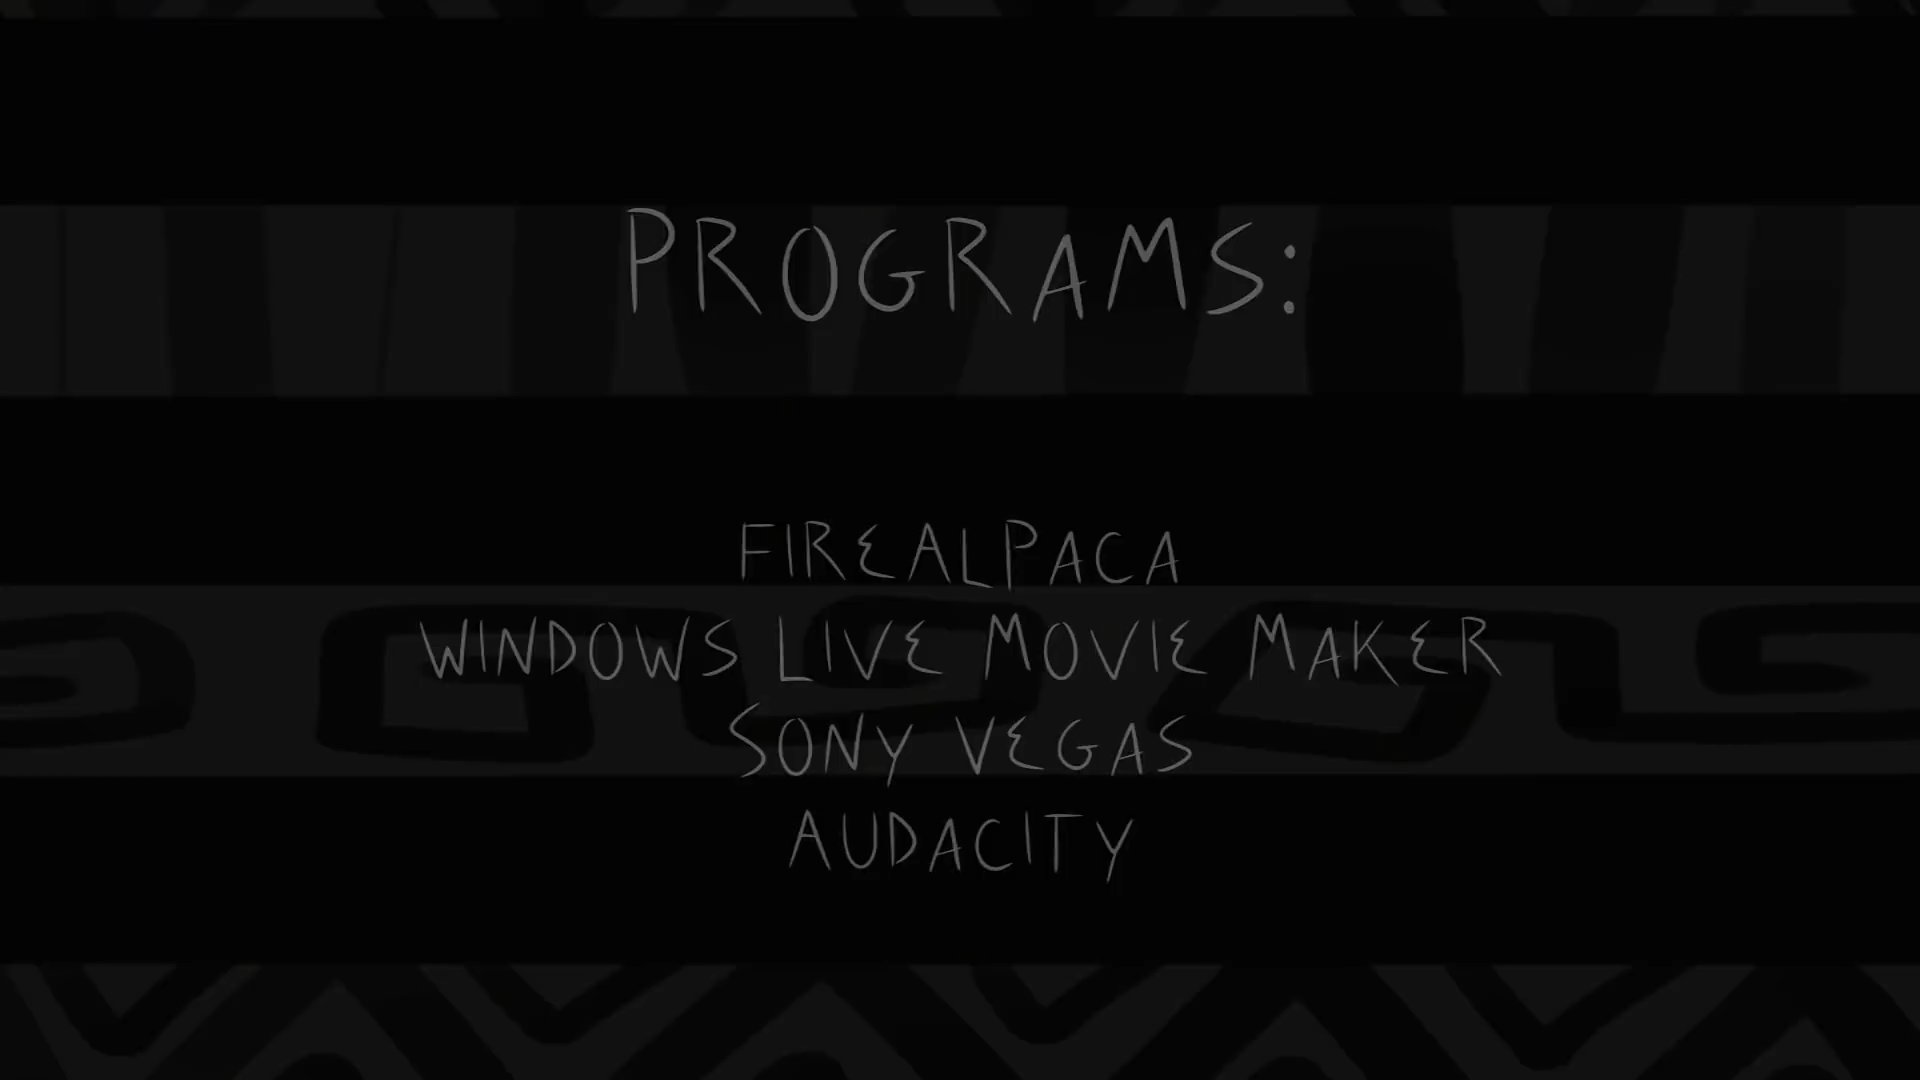 PROGRAMS:
FIREALPACA
WINDOWS LIVE MOVIE MAKER
SONY VEGAS
AUDACITY